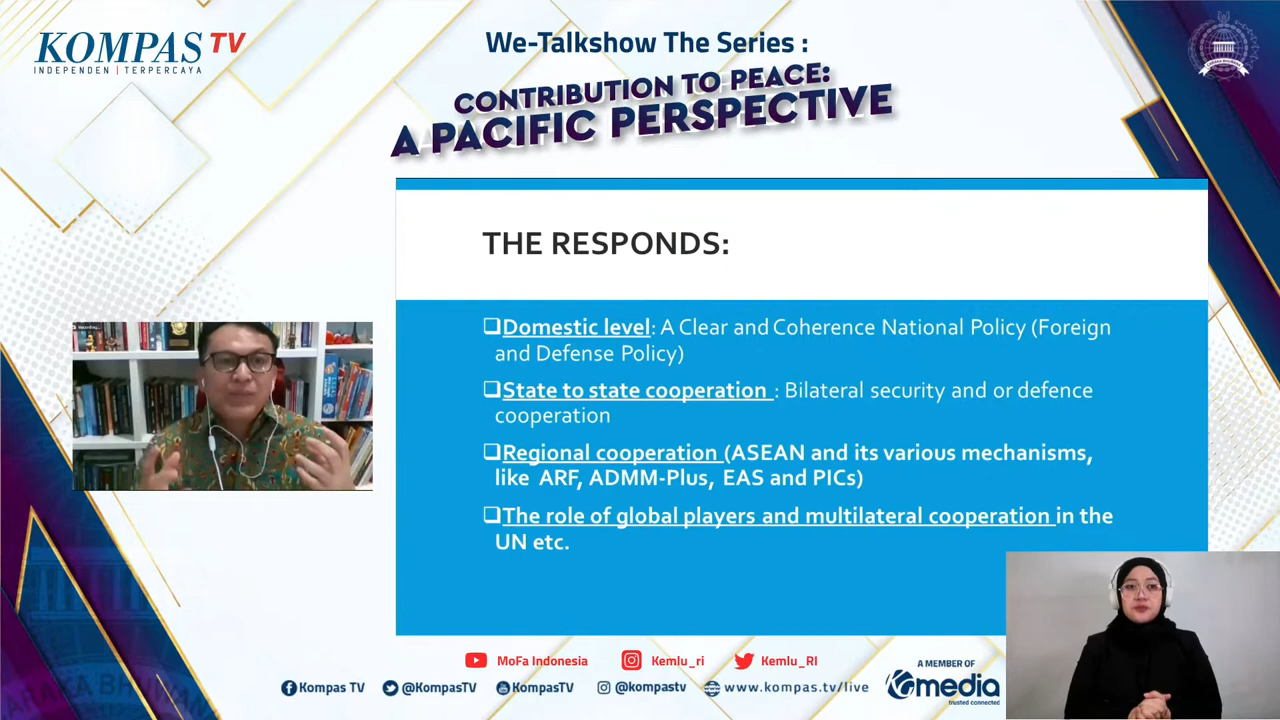 KOMPAS TV
INDEPENDEN | TERPERCAYA
We-Talkshow The Series :
CONTRIBUTION TO PEACE:
A PACIFIC PERSPECTIVE
THE RESPONDS:
❑Domestic level: A Clear and Coherence National Policy (Foreign
and Defense Policy)
❑State to state cooperation : Bilateral security and or defence
cooperation
❑Regional cooperation (ASEAN and its various mechanisms,
like ARF, ADMM-Plus, EAS and PICs)
❑The role of global players and multilateral cooperation in the
UN etc.
MoFa Indonesia
Kemlu_ri
Kemlu_RI
Kompas TV
@KompasTV
KompasTV
@kompastv
www.kompas.tv/live
A MEMBER OF
media
trusted connected